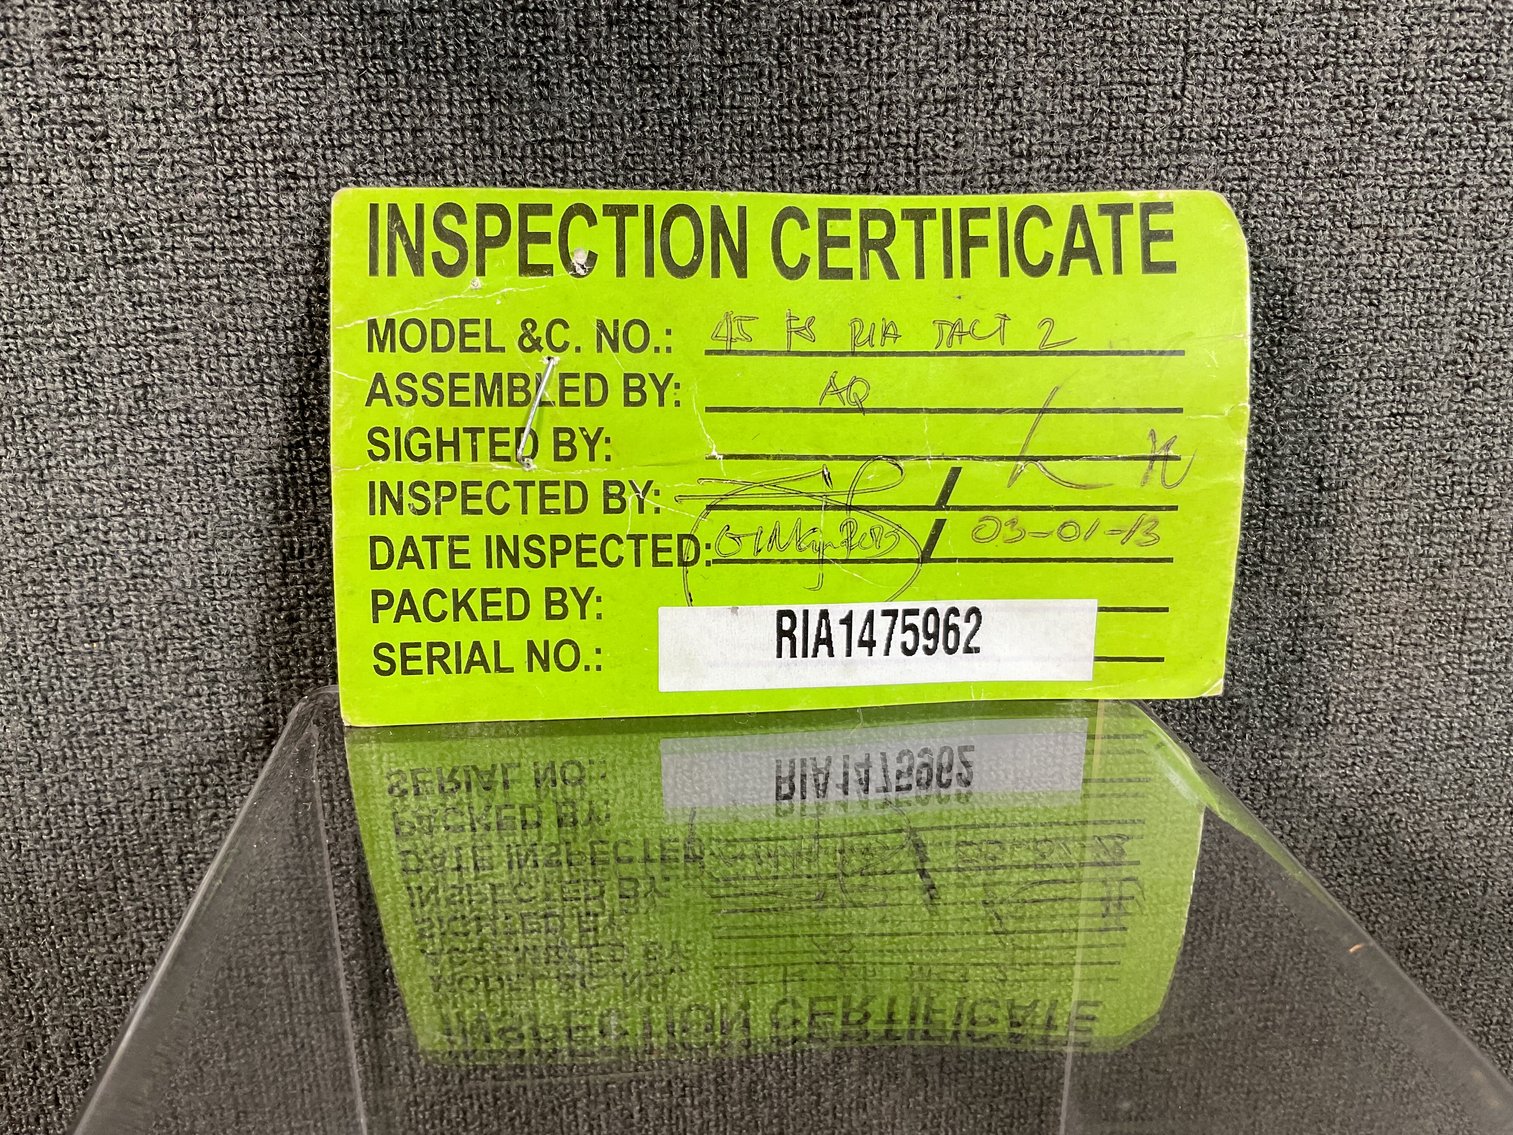 INSPECTION CERTIFICATE
MODEL &C. NO.: 45 FS RIA TACT 2
ASSEMBLED BY: AQ
SIGHTED BY:
INSPECTED BY: /
DATE INSPECTED: / 03-01-13
PACKED BY:
SERIAL NO.: RIA1475962